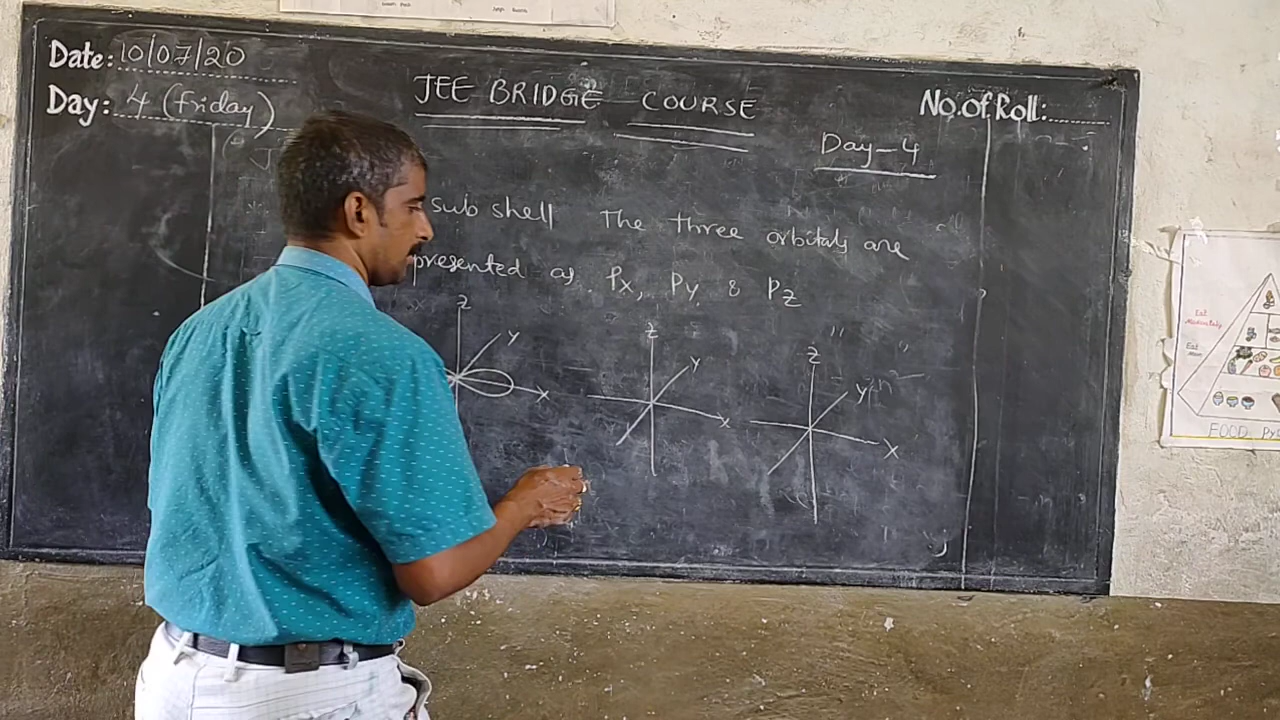 Date: 10/07/20
Day: 4 (friday)
JEE BRIDGE COURSE
No.of Roll:
Day-4
sub shell The three orbitals are
presented as Px, Py & Pz
Z
Y
X
Z
Y
X
Z
Y
X
Eat
Moderately
Eat
More
FOOD